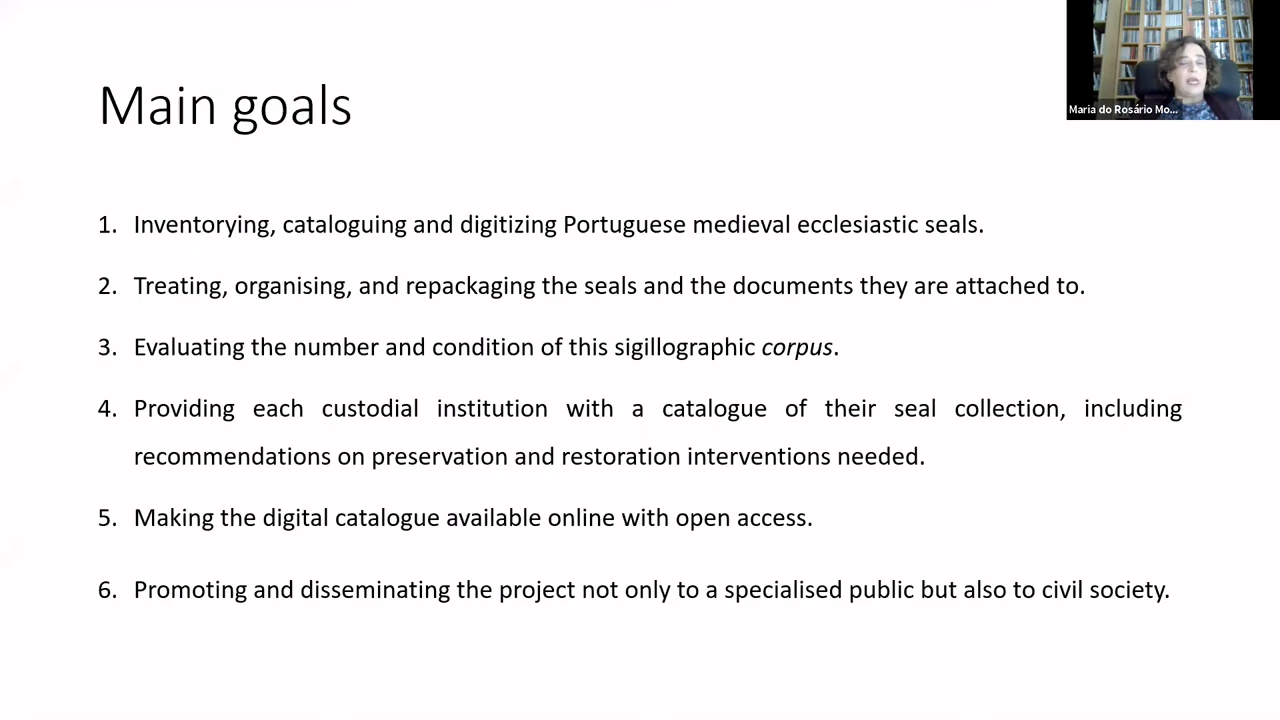 Main goals
Maria do Rosário Mo...
1. Inventorying, cataloguing and digitizing Portuguese medieval ecclesiastic seals.
2. Treating, organising, and repackaging the seals and the documents they are attached to.
3. Evaluating the number and condition of this sigillographic corpus.
4. Providing each custodial institution with a catalogue of their seal collection, including
recommendations on preservation and restoration interventions needed.
5. Making the digital catalogue available online with open access.
6. Promoting and disseminating the project not only to a specialised public but also to civil society.